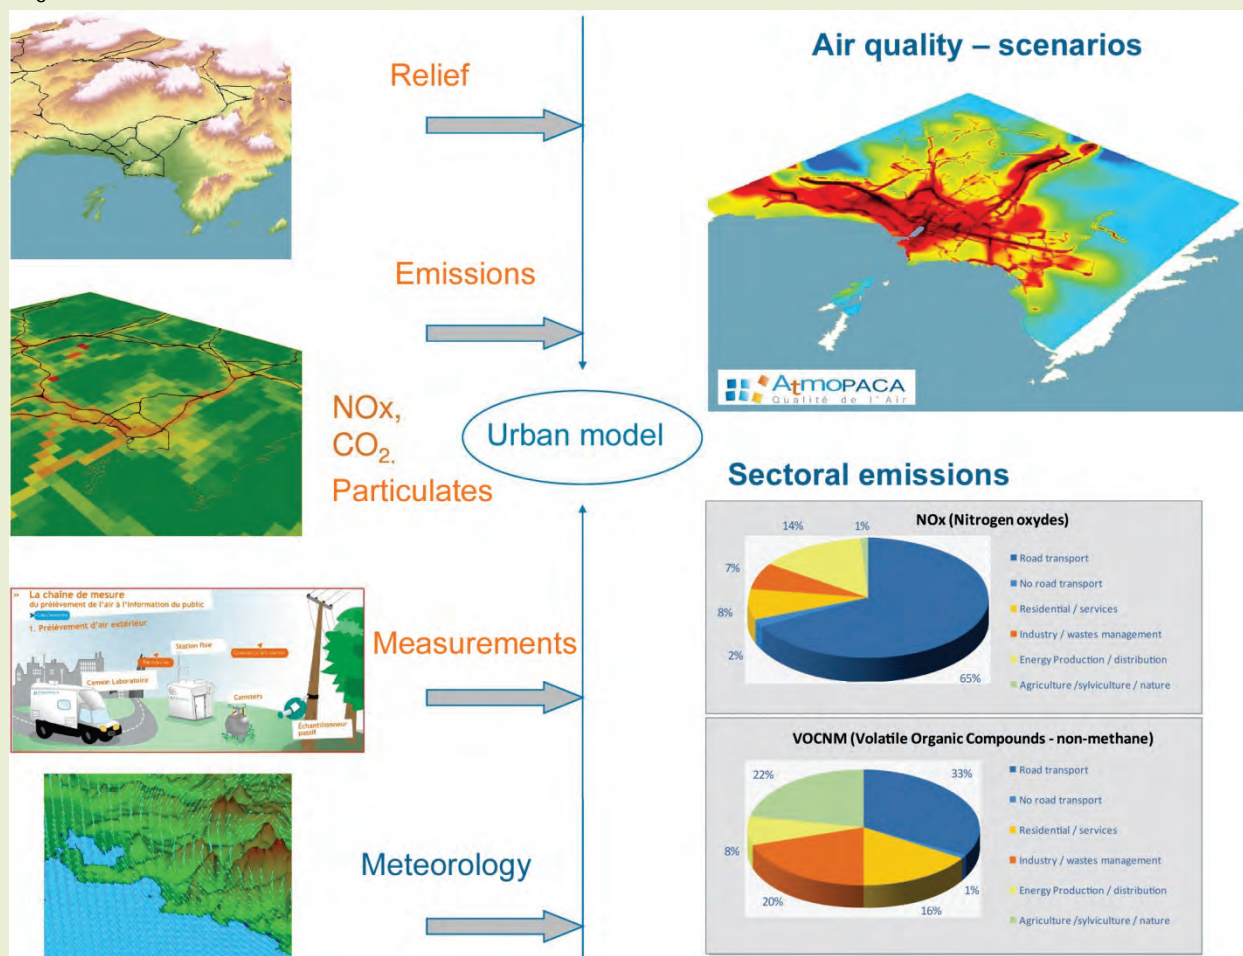 Relief
Emissions
NOx,
CO2,
Particulates
Urban model
» La chaîne de mesure
du prélèvement de l'air à l'information du public
1. Prélèvement d'air extérieur
Station fixe
Camion Laboratoire
Canisters
Échantillonneur
passif
Measurements
Meteorology
Air quality – scenarios
AtmoPACA
Qualité de l'Air
Sectoral emissions
NOx (Nitrogen oxydes)
14%
1%
7%
8%
2%
65%
Road transport
No road transport
Residential / services
Industry / wastes management
Energy Production / distribution
Agriculture /sylviculture / nature
VOCNM (Volatile Organic Compounds - non-methane)
22%
33%
8%
20%
16%
1%
Road transport
No road transport
Residential / services
Industry / wastes management
Energy Production / distribution
Agriculture /sylviculture / nature